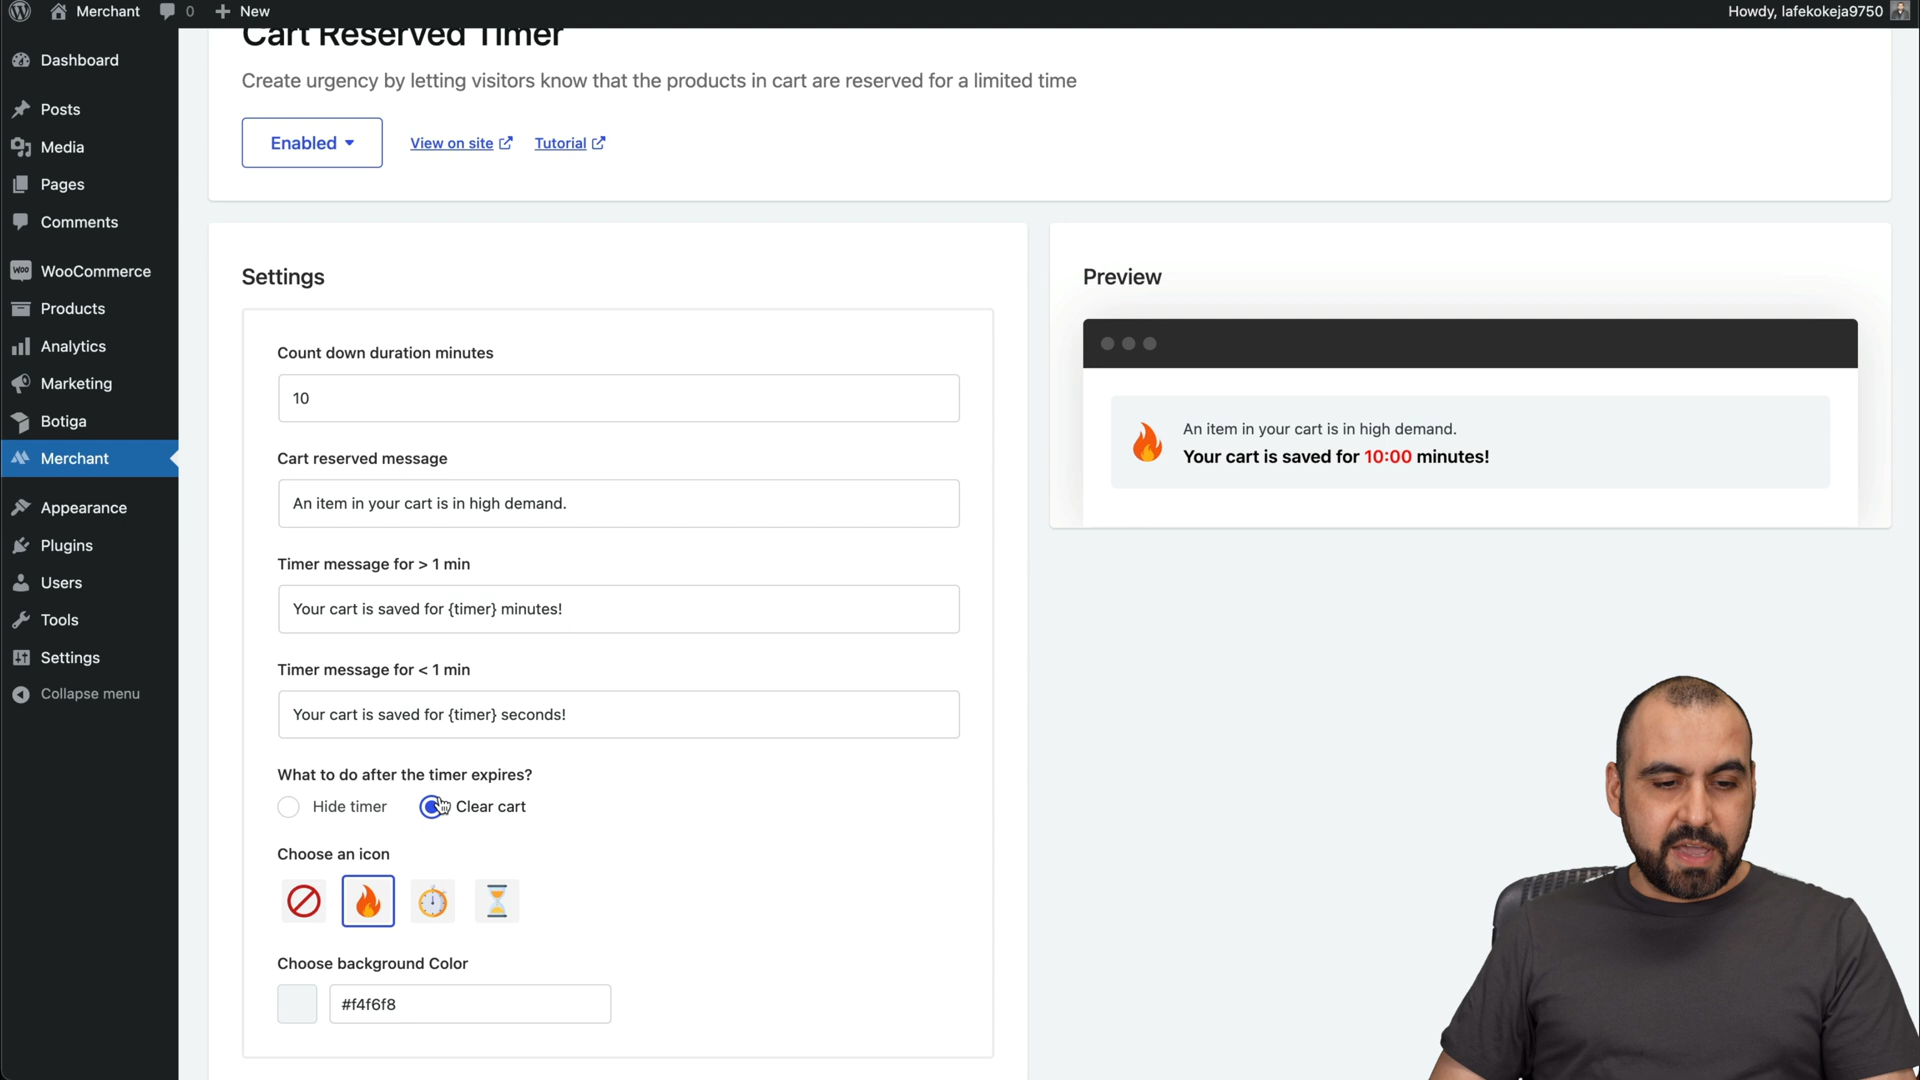 Merchant
0
New
Howdy, lafekokeja9750
Dashboard
Posts
Media
Pages
Comments
WooCommerce
Products
Analytics
Marketing
Botiga
Merchant
Appearance
Plugins
Users
Tools
Settings
Collapse menu
Cart Reserved Timer
Create urgency by letting visitors know that the products in cart are reserved for a limited time
Enabled
View on site
Tutorial
Settings
Count down duration minutes
10
Cart reserved message
An item in your cart is in high demand.
Timer message for > 1 min
Your cart is saved for {timer} minutes!
Timer message for < 1 min
Your cart is saved for {timer} seconds!
What to do after the timer expires?
Hide timer
Clear cart
Choose an icon
Choose background Color
#f4f6f8
Preview
An item in your cart is in high demand.
Your cart is saved for 10:00 minutes!